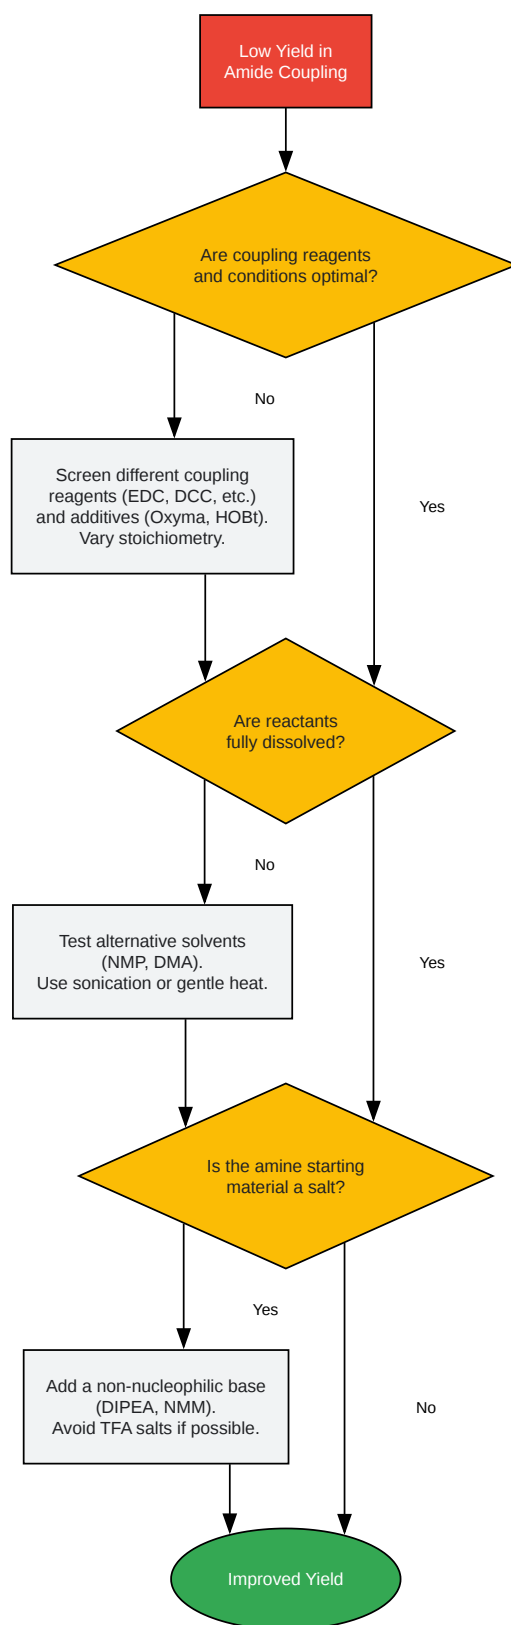 Low Yield in
Amide Coupling
Are coupling reagents
and conditions optimal?
No
Screen different coupling
reagents (EDC, DCC, etc.)
and additives (Oxyma, HOBt).
Vary stoichiometry.
Yes
Are reactants
fully dissolved?
No
Test alternative solvents
(NMP, DMA).
Use sonication or gentle heat.
Yes
Is the amine starting
material a salt?
Yes
Add a non-nucleophilic base
(DIPEA, NMM).
Avoid TFA salts if possible.
No
Improved Yield